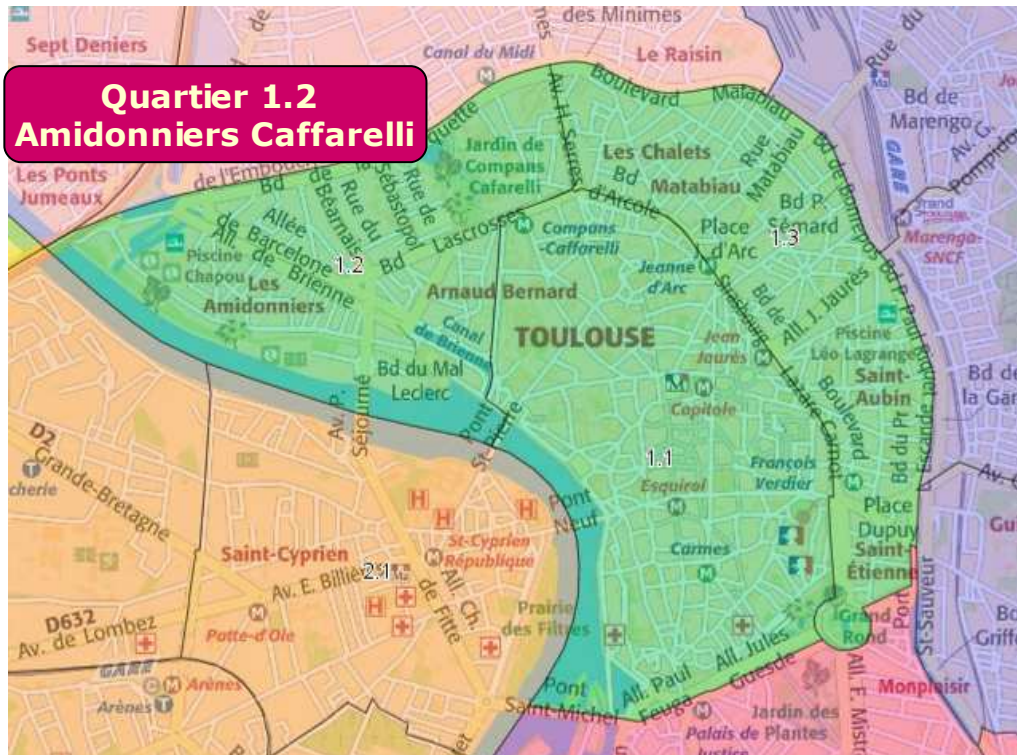 Quartier 1.2
Amidonniers Caffarelli
Sept Deniers
Canal du Midi
des Minimes
Le Raisin
Rue du
Bd de
Marengo
Av. G.
Pompidou
GARE
Marengo-
SNCF
Les Ponts
Jumeaux
Boulevard
Matabiau
Av. H. Serres
Jardin de
Compans
Cafarelli
Les Chalets
Matabiau
Rue
Matabiau
Bd de Bonrepos
Bd P.
Sémard
Place
d'Arc
1.3
Bd
d'Arcole
Lascrosses
Bd
Compans
-Caffarelli
Jeanne
d'Arc
Bd
Allée
de Barcelone
All.
de Brienne
Béarnais
Rue du
Sébastopol
Rue de
Piscine
Chapou
Les
Amidonniers
1.2
Arnaud Bernard
Canal
de Brienne
TOULOUSE
Bd de
Strasbourg
All. J. Jaurès
Jean
Jaurès
Piscine
Léo Lagrange
Saint-
Aubin
Bd de
la Gar
Bd du Mal
Leclerc
Av. P.
Séjourné
Pont
St-Pierre
Capitole
Lazare Carnot
Boulevard
Bd du Pr
Escande
1.1
Esquirol
François
Verdier
Place
Dupuy
Saint-
Étienne
Pont
Neuf
Carmes
D2
Grande-Bretagne
cherie
Saint-Cyprien
St-Cyprien
République
Av. E. Billières
2.1
All. Ch.
de Fitte
Prairie
des Filtres
D632
Av. de Lombez
Patte-d'Oie
GARE
Arènes
Arènes
Pont
Saint-Michel
All. Paul
Feuga
All. Jules
Guesde
Grand
Rond
Port
St-Sauveur
Monplaisir
Jardin des
Plantes
Palais de
Justice